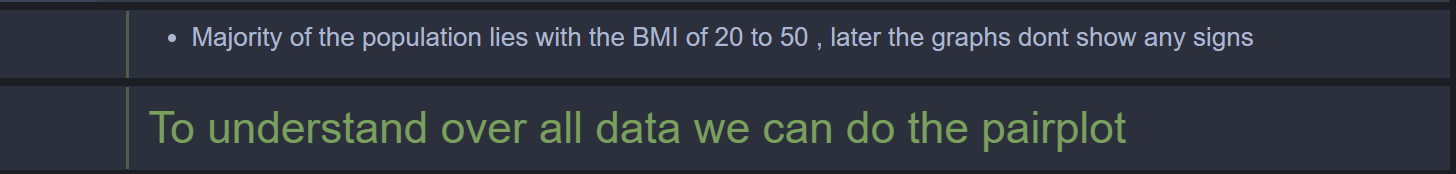 Majority of the population lies with the BMI of 20 to 50 , later the graphs dont show any signs
To understand over all data we can do the pairplot